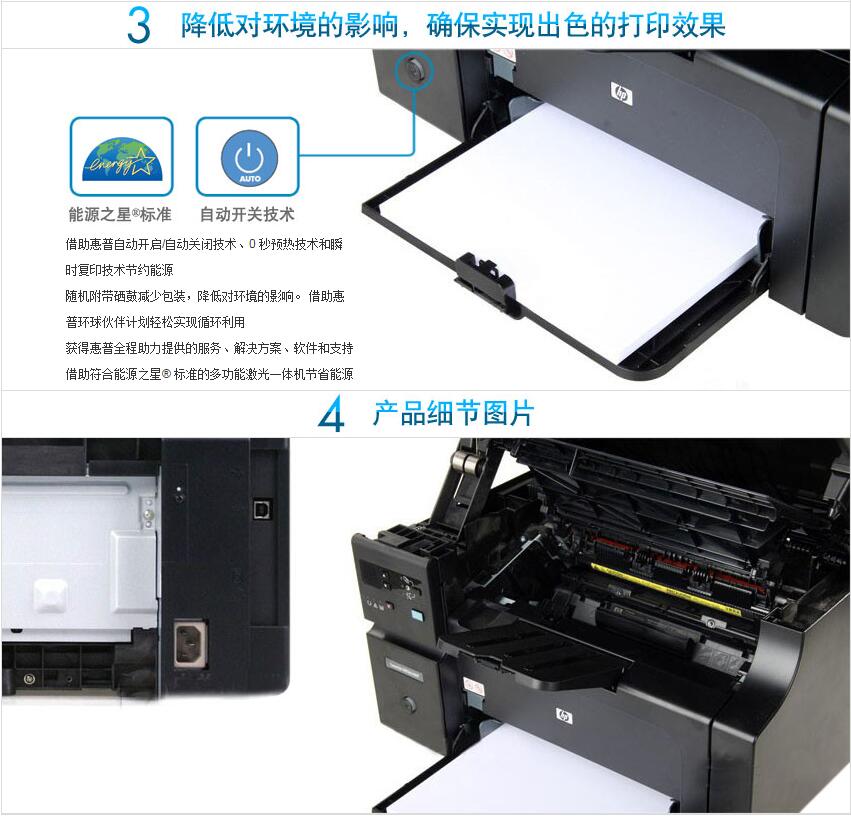 3 降低对环境的影响，确保实现出色的打印效果
hp
energy
AUTO
能源之星®标准
自动开关技术
借助惠普自动开启/自动关闭技术、0 秒预热技术和瞬
时复印技术节约能源
随机附带硒鼓减少包装，降低对环境的影响。 借助惠
普环球伙伴计划轻松实现循环利用
获得惠普全程助力提供的服务、解决方案、软件和支持
借助符合能源之星® 标准的多功能激光一体机节省能源
4 产品细节图片
hp